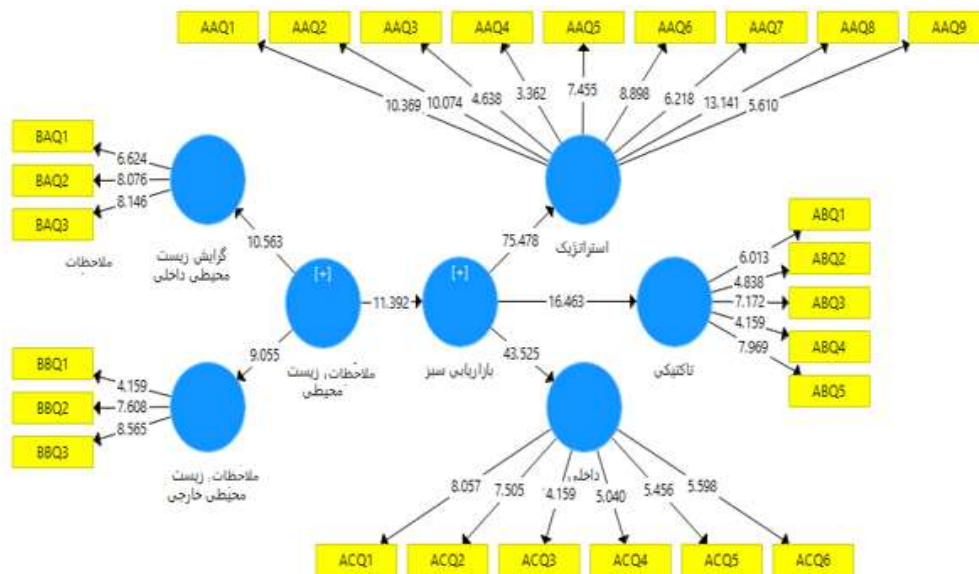 AAQ1 AAQ2 AAQ3 AAQ4 AAQ5 AAQ6 AAQ7 AAQ8 AAQ9
10.369 10.074 4.638 3.362 7.455 8.898 6.218 13.141 5.610
BAQ1
BAQ2
BAQ3
6.624
8.076
8.146
ملاحظات
گرایش زیست
محیطی داخلی
10.563
75.478
استراتژیک
[+]
[+]
11.392
16.463
9.055
43.525
ملاحظات زیست
محیطی
بازاریابی سبز
تاکتیکی
6.013
4.838
7.172
4.159
7.969
ABQ1
ABQ2
ABQ3
ABQ4
ABQ5
BBQ1
BBQ2
BBQ3
4.159
7.608
8.565
ملاحظات زیست
محیطی خارجی
داخلی
8.057 7.505 4.159 5.040 5.456 5.598
ACQ1 ACQ2 ACQ3 ACQ4 ACQ5 ACQ6